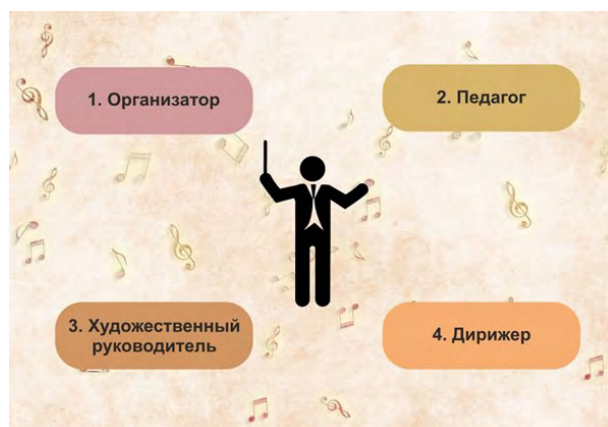 1. Организатор
2. Педагог
3. Художественный
руководитель
4. Дирижер